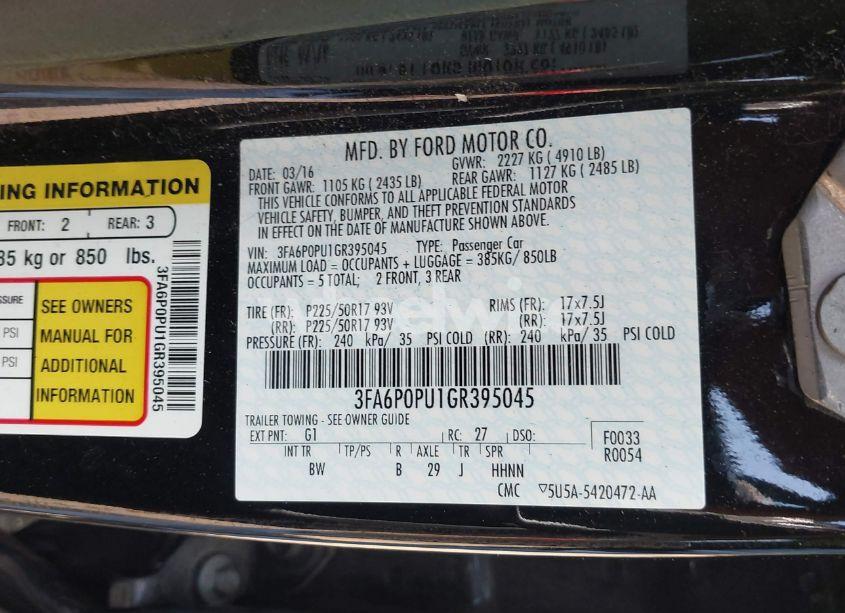 MFD. BY FORD MOTOR CO.
DATE: 03/16 GVWR: 2227 KG ( 4910 LB)
FRONT GAWR: 1105 KG ( 2435 LB) REAR GAWR: 1127 KG ( 2485 LB)
THIS VEHICLE CONFORMS TO ALL APPLICABLE FEDERAL MOTOR
VEHICLE SAFETY, BUMPER, AND THEFT PREVENTION STANDARDS
IN EFFECT ON THE DATE OF MANUFACTURE SHOWN ABOVE.
VIN: 3FA6P0PU1GR395045 TYPE: Passenger Car
MAXIMUM LOAD = OCCUPANTS + LUGGAGE = 385KG/ 850LB
OCCUPANTS = 5 TOTAL; 2 FRONT, 3 REAR
TIRE (FR): P225/50R17 93V RIMS (FR): 17x7.5J
(RR): P225/50R17 93V (RR): 17x7.5J
PRESSURE (FR): 240 kPa/ 35 PSI COLD (RR): 240 kPa/ 35 PSI COLD
3FA6P0PU1GR395045
TRAILER TOWING - SEE OWNER GUIDE
EXT PNT: G1 RC: 27 DSO: F0033
INT TR TP/PS R AXLE TR SPR R0054
BW B 29 J HHNN
CMC ▽5U5A-5420472-AA
ING INFORMATION
FRONT: 2 REAR: 3
85 kg or 850 lbs.
SSURE
PSI
PSI
SEE OWNERS
MANUAL FOR
ADDITIONAL
INFORMATION
3FA6P0PU1GR395045